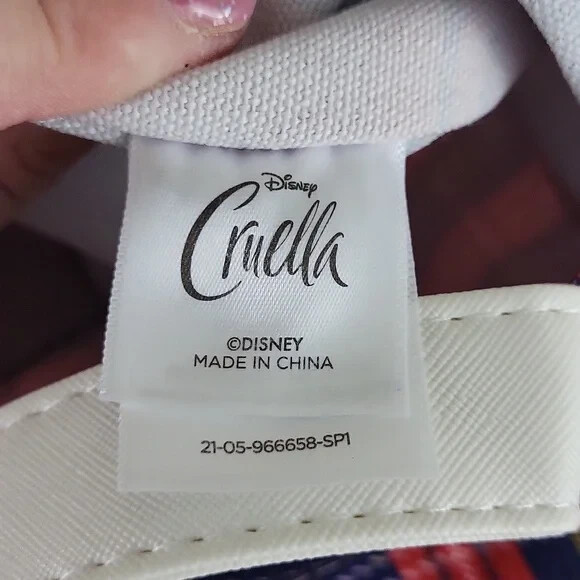 Disney
Cruella
©DISNEY
MADE IN CHINA
21-05-966658-SP1